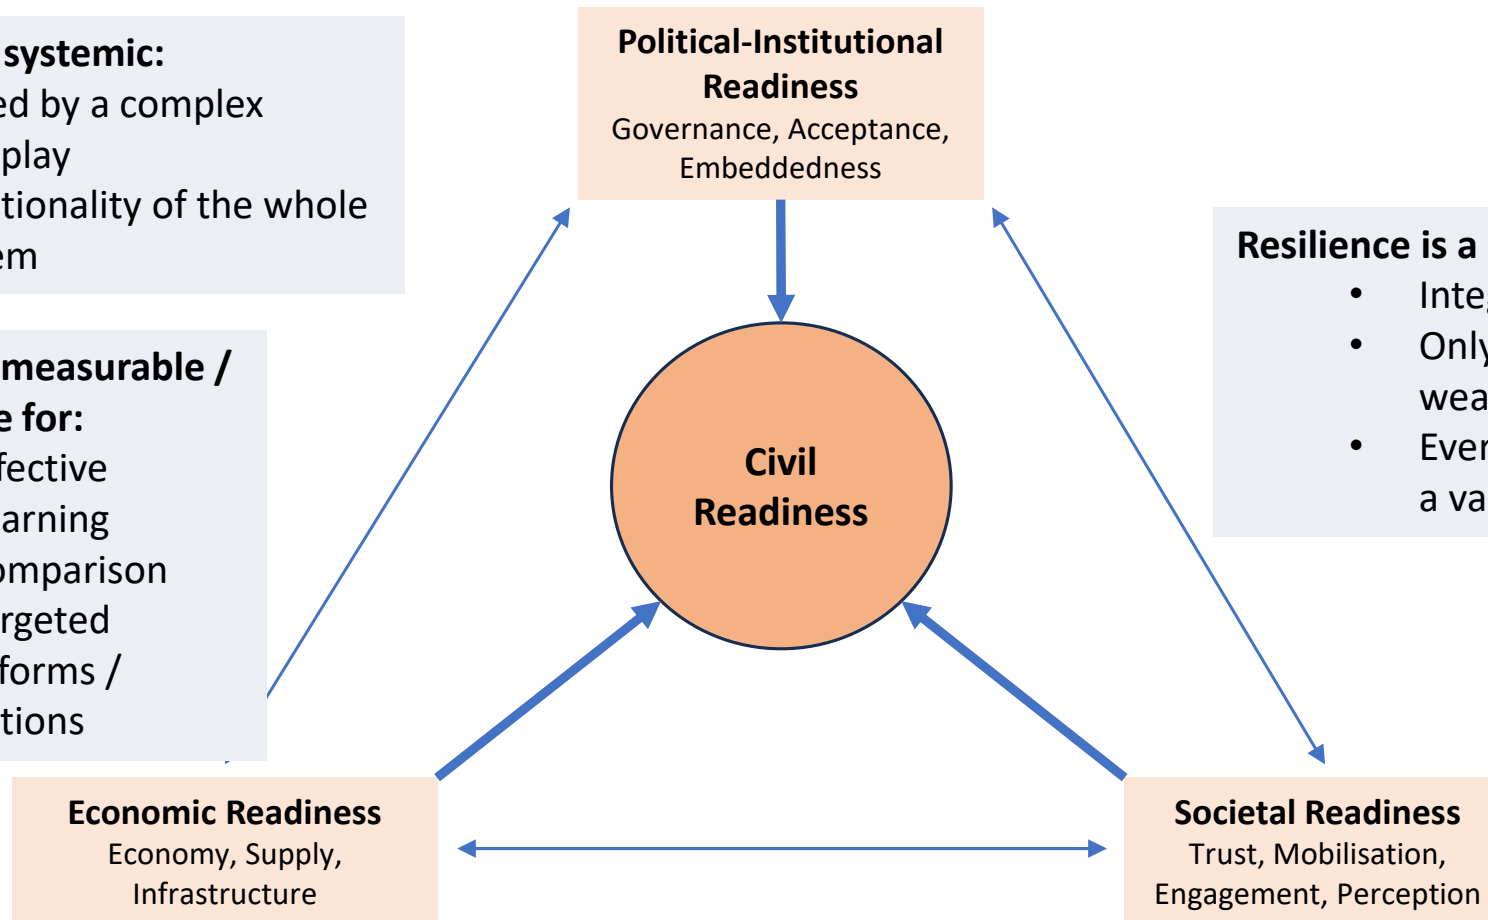 systemic:
ed by a complex
play
tionality of the whole
em
measurable /
e for:
fective
arning
omparison
rgeted
forms /
tions
Political-Institutional
Readiness
Governance, Acceptance,
Embeddedness
Resilience is a
• Integ
• Only
wea
• Ever
a va
Civil
Readiness
Economic Readiness
Economy, Supply,
Infrastructure
Societal Readiness
Trust, Mobilisation,
Engagement, Perception